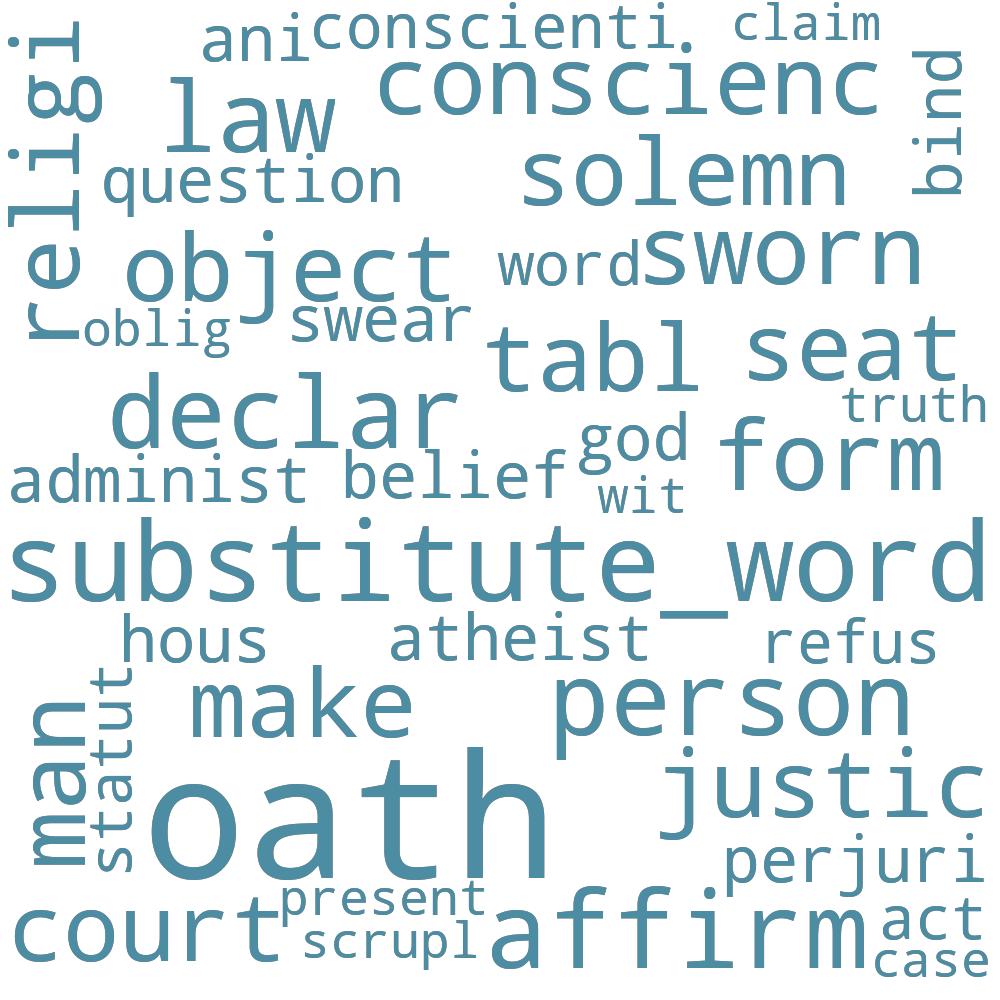 claim
ani
conscienti
religi
conscienc
bind
law
solemn
question
object
word
sworn
oblig
swear
tabl
seat
declar
truth
god
form
administ
belief
wit
substitute_word
hous
atheist
refus
man
statut
make
person
oath
justic
perjuri
court
present
affirm
act
scrupl
case